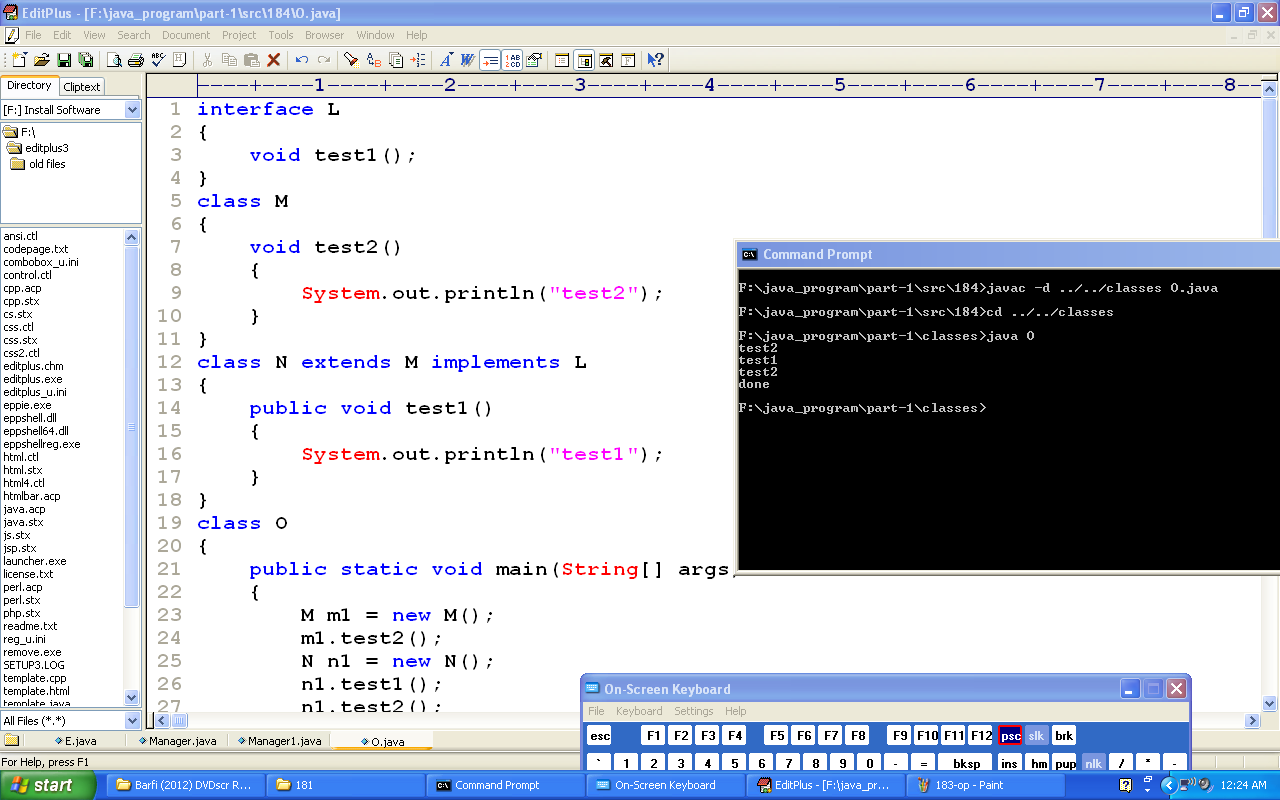 EditPlus - [F:\java_program\part-1\src\184\O.java]
File Edit View Search Document Project Tools Browser Window Help
Directory Cliptext
[F:] Install Software
F:\
editplus3
old files
ansi.ctl
codepage.txt
combobox_u.ini
control.ctl
cpp.acp
cpp.stx
cs.stx
css.ctl
css.stx
css2.ctl
editplus.chm
editplus.exe
editplus_u.ini
eppie.exe
eppshell.dll
eppshell64.dll
eppshellreg.exe
html.ctl
html.stx
html4.ctl
htmlbar.acp
java.acp
java.stx
js.stx
jsp.stx
launcher.exe
license.txt
perl.acp
perl.stx
php.stx
readme.txt
reg_u.ini
remove.exe
SETUP3.LOG
template.cpp
template.html
template.java
All Files (*.*)
----+----1----+----2----+----3----+----4----+----5----+----6----+----7----+----8--
1 interface L
2 {
3 void test1();
4 }
5 class M
6 {
7 void test2()
8 {
9 System.out.println("test2");
10 }
11 }
12 class N extends M implements L
13 {
14 public void test1()
15 {
16 System.out.println("test1");
17 }
18 }
19 class O
20 {
21 public static void main(String[] args
22 {
23 M m1 = new M();
24 m1.test2();
25 N n1 = new N();
26 n1.test1();
27 n1.test2();
Command Prompt
F:\java_program\part-1\src\184>javac -d ../../classes O.java
F:\java_program\part-1\src\184>cd ../../classes
F:\java_program\part-1\classes>java O
test2
test1
test2
done
F:\java_program\part-1\classes>
On-Screen Keyboard
File Keyboard Settings Help
esc F1 F2 F3 F4 F5 F6 F7 F8 F9 F10 F11 F12 psc slk brk
` 1 2 3 4 5 6 7 8 9 0 - = bksp ins hm pup nlk / * -
E.java Manager.java Manager1.java O.java
For Help, press F1
start Barfi (2012) DVDscr R... 181 Command Prompt On-Screen Keyboard EditPlus - [F:\java_pr... 183-op - Paint 12:24 AM